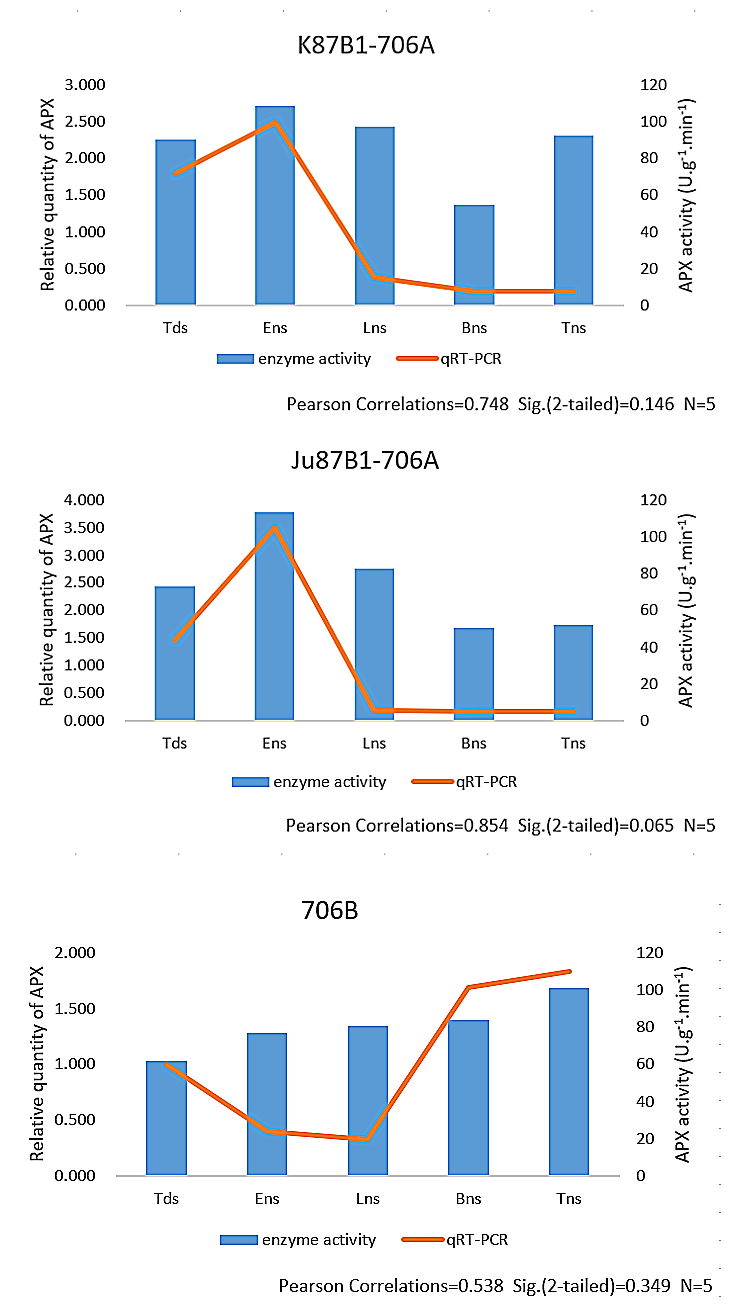 K87B1-706A
Relative quantity of APX
3.000
2.500
2.000
1.500
1.000
0.500
0.000
120
100
80
60
40
20
0
APX activity (U.g-1.min-1)
Tds Ens Lns Bns Tns
enzyme activity qRT-PCR
Pearson Correlations=0.748 Sig.(2-tailed)=0.146 N=5
Ju87B1-706A
Relative quantity of APX
4.000
3.500
3.000
2.500
2.000
1.500
1.000
0.500
0.000
120
100
80
60
40
20
0
APX activity (U.g-1.min-1)
Tds Ens Lns Bns Tns
enzyme activity qRT-PCR
Pearson Correlations=0.854 Sig.(2-tailed)=0.065 N=5
706B
Relative quantity of APX
2.000
1.500
1.000
0.500
0.000
120
100
80
60
40
20
0
APX activity (U.g-1.min-1)
Tds Ens Lns Bns Tns
enzyme activity qRT-PCR
Pearson Correlations=0.538 Sig.(2-tailed)=0.349 N=5